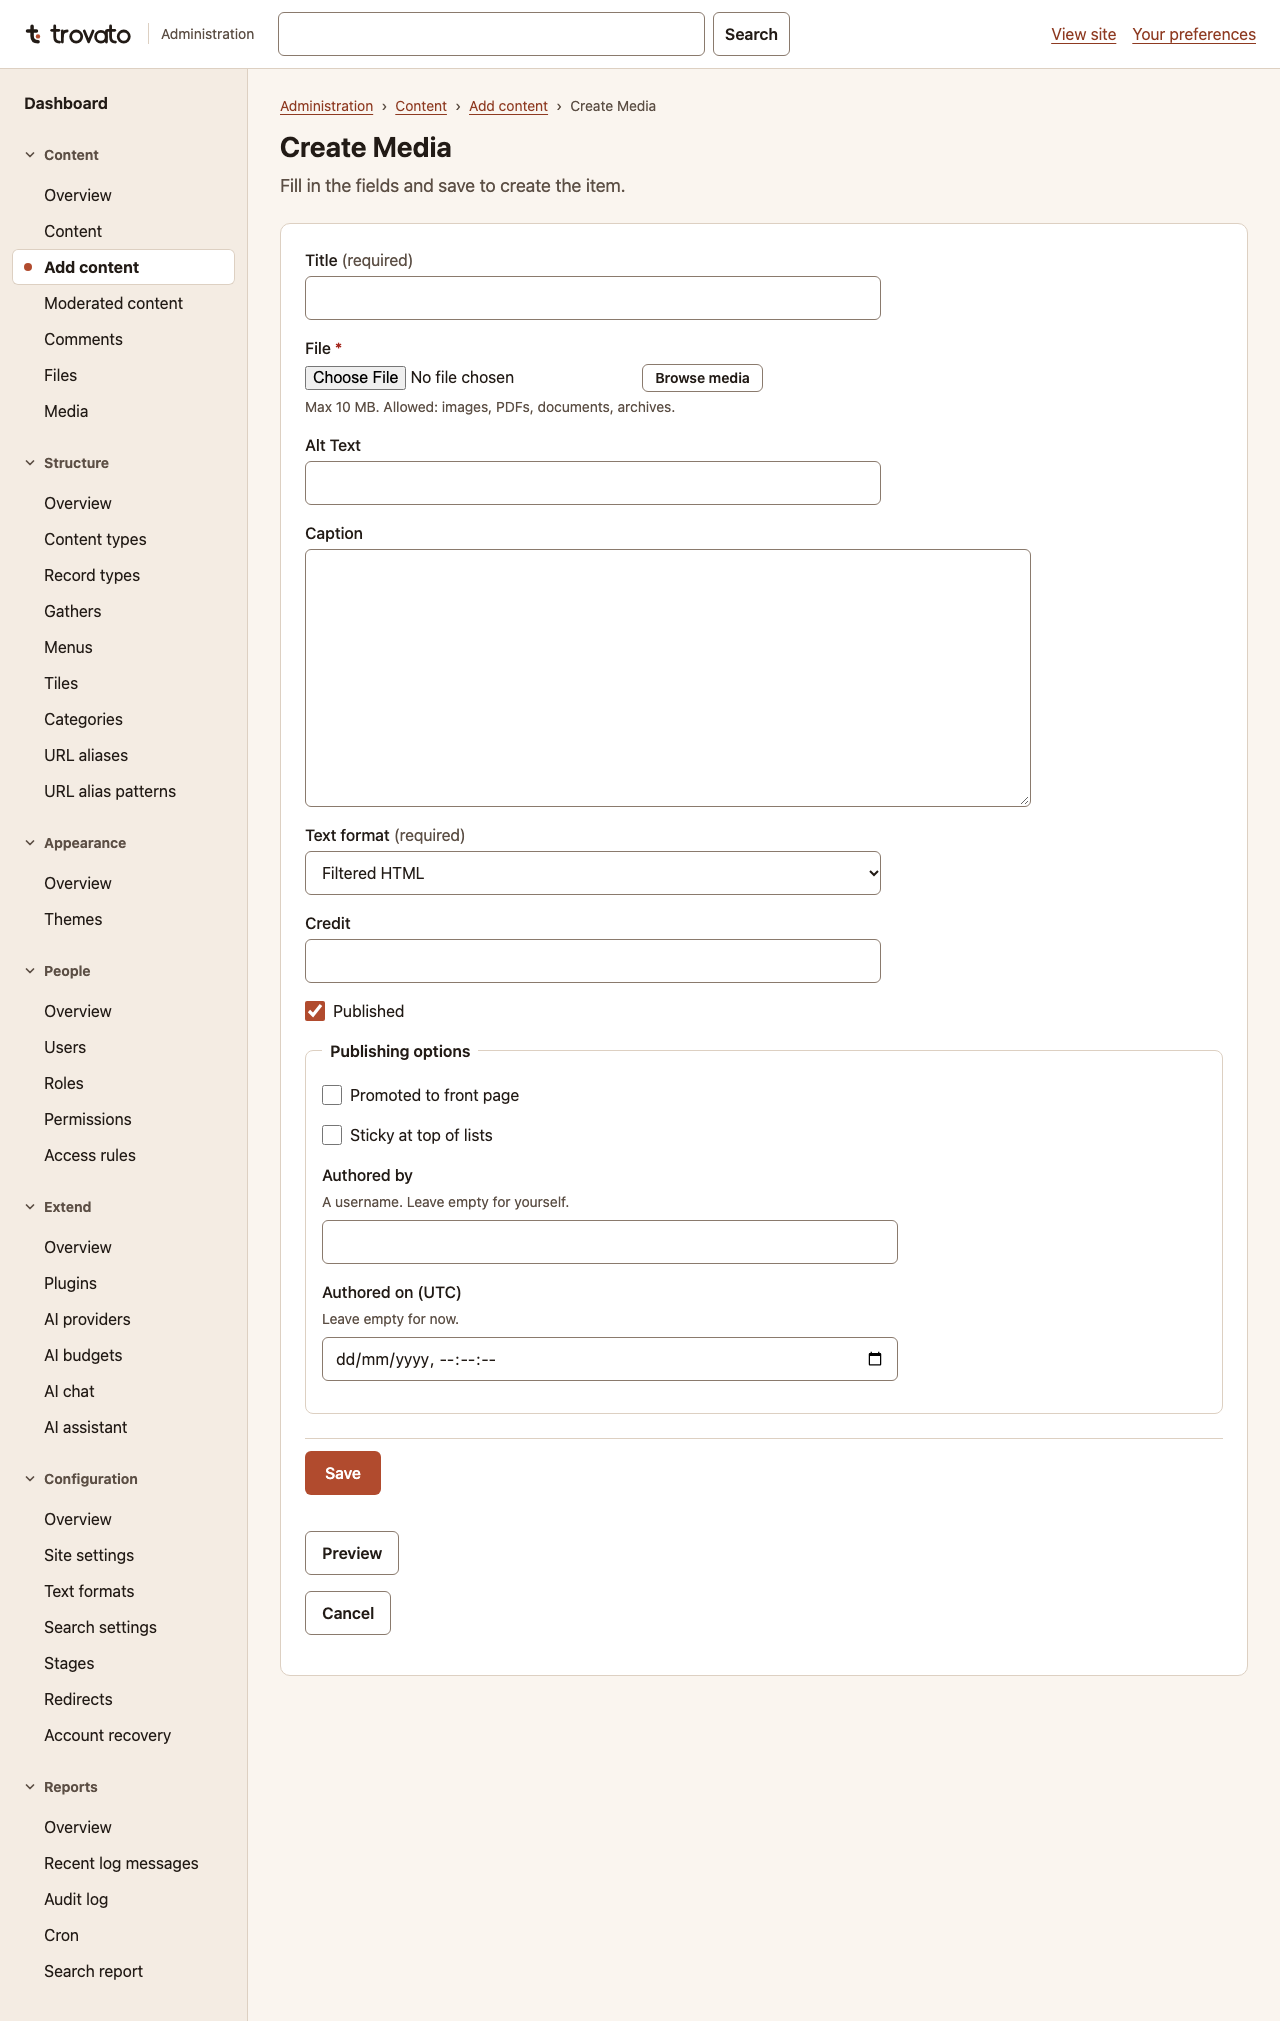 trovato
Administration
Search
View site
Your preferences
Dashboard
Content
Overview
Content
Add content
Moderated content
Comments
Files
Media
Structure
Overview
Content types
Record types
Gathers
Menus
Tiles
Categories
URL aliases
URL alias patterns
Appearance
Overview
Themes
People
Overview
Users
Roles
Permissions
Access rules
Extend
Overview
Plugins
AI providers
AI budgets
AI chat
AI assistant
Configuration
Overview
Site settings
Text formats
Search settings
Stages
Redirects
Account recovery
Reports
Overview
Recent log messages
Audit log
Cron
Search report
Administration › Content › Add content › Create Media
Create Media
Fill in the fields and save to create the item.
Title (required)
File *
Choose File No file chosen
Browse media
Max 10 MB. Allowed: images, PDFs, documents, archives.
Alt Text
Caption
Text format (required)
Filtered HTML
Credit
Published
Publishing options
Promoted to front page
Sticky at top of lists
Authored by
A username. Leave empty for yourself.
Authored on (UTC)
Leave empty for now.
dd/mm/yyyy, --:--:--
Save
Preview
Cancel